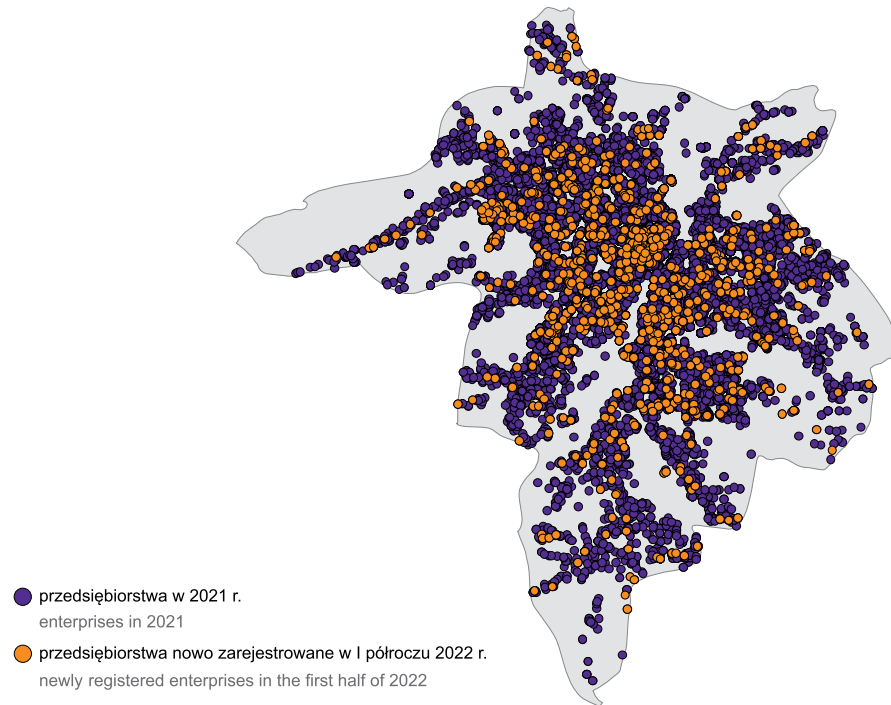 przedsiębiorstwa w 2021 r.
enterprises in 2021
przedsiębiorstwa nowo zarejestrowane w I półroczu 2022 r.
newly registered enterprises in the first half of 2022